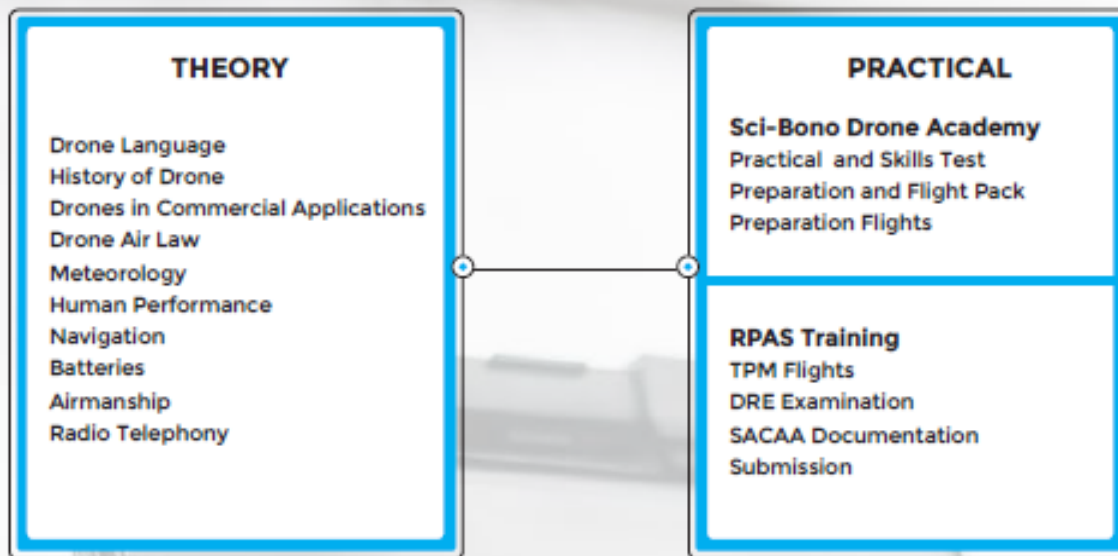 THEORY
Drone Language
History of Drone
Drones in Commercial Applications
Drone Air Law
Meteorology
Human Performance
Navigation
Batteries
Airmanship
Radio Telephony
PRACTICAL
Sci-Bono Drone Academy
Practical and Skills Test
Preparation and Flight Pack
Preparation Flights
RPAS Training
TPM Flights
DRE Examination
SACAA Documentation
Submission